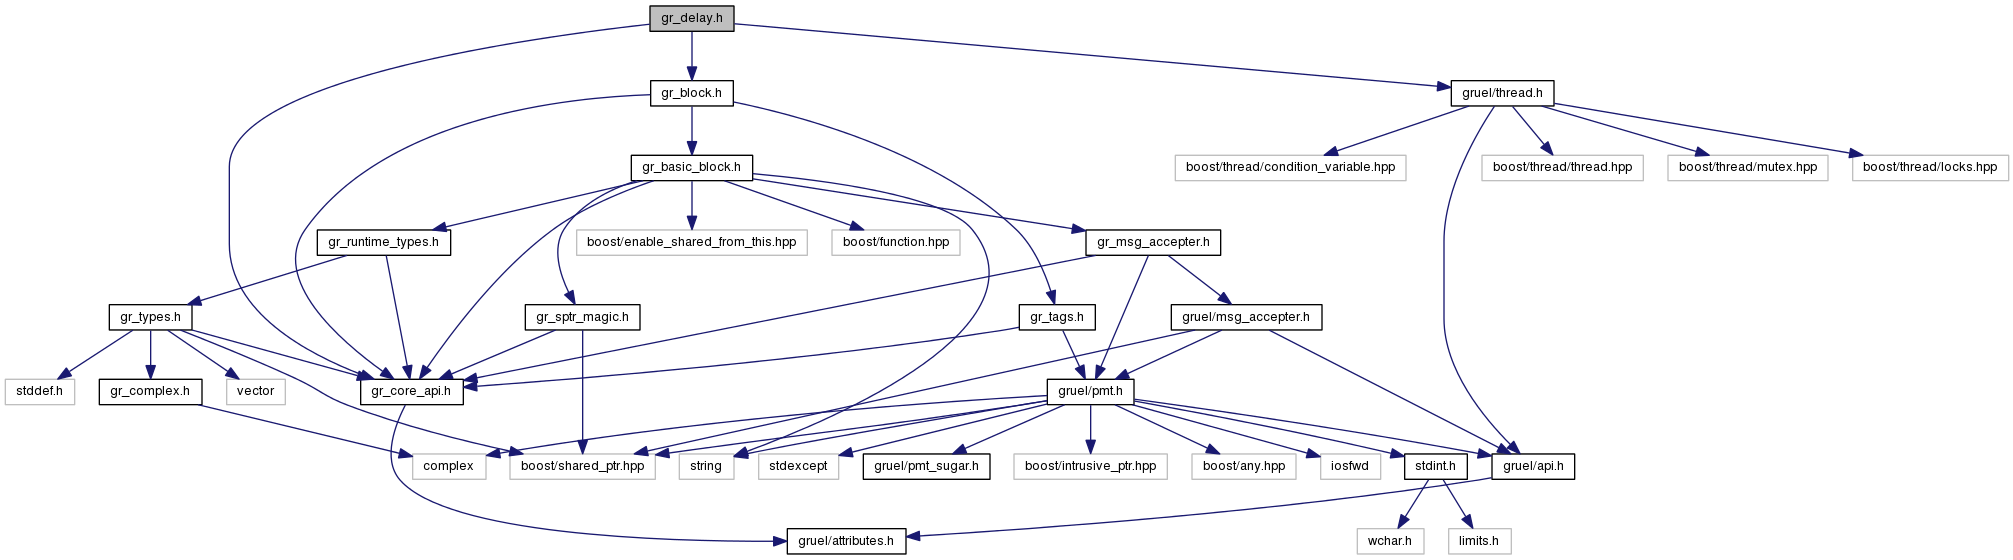 gr_delay.h
gr_block.h
gruel/thread.h
gr_basic_block.h
boost/thread/condition_variable.hpp
boost/thread/thread.hpp
boost/thread/mutex.hpp
boost/thread/locks.hpp
gr_runtime_types.h
boost/enable_shared_from_this.hpp
boost/function.hpp
gr_msg_accepter.h
gr_types.h
gr_sptr_magic.h
gr_tags.h
gruel/msg_accepter.h
stddef.h
gr_complex.h
vector
gr_core_api.h
gruel/pmt.h
complex
boost/shared_ptr.hpp
string
stdexcept
gruel/pmt_sugar.h
boost/intrusive_ptr.hpp
boost/any.hpp
iosfwd
stdint.h
gruel/api.h
gruel/attributes.h
wchar.h
limits.h